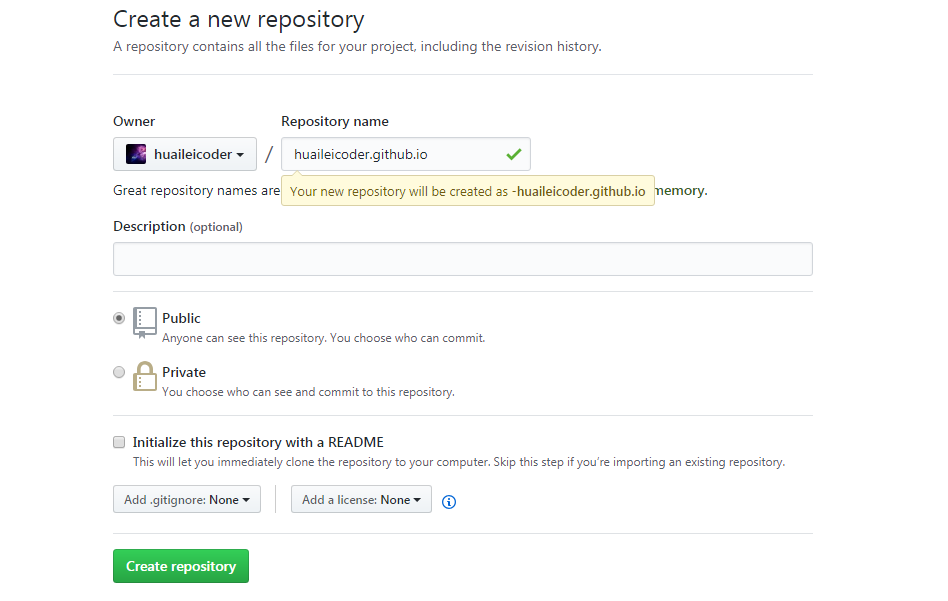 Create a new repository
A repository contains all the files for your project, including the revision history.
Owner
Repository name
huaileicoder
/
huaileicoder.github.io
Great repository names are
Your new repository will be created as -huaileicoder.github.io
memory.
Description (optional)
Public
Anyone can see this repository. You choose who can commit.
Private
You choose who can see and commit to this repository.
Initialize this repository with a README
This will let you immediately clone the repository to your computer. Skip this step if you’re importing an existing repository.
Add .gitignore: None
Add a license: None
Create repository